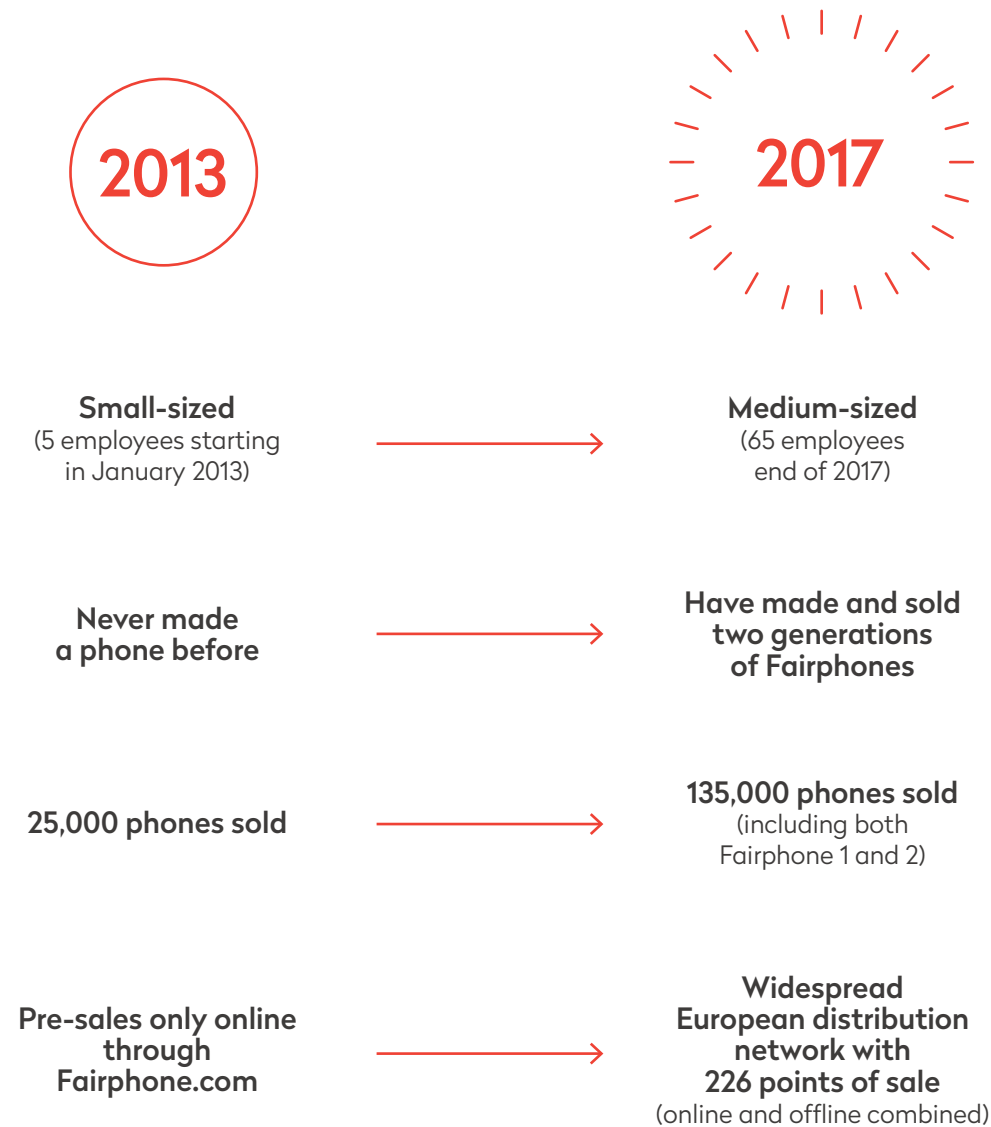 2013
2017
Small-sized
(5 employees starting
in January 2013)
Medium-sized
(65 employees
end of 2017)
Never made
a phone before
Have made and sold
two generations
of Fairphones
25,000 phones sold
135,000 phones sold
(including both
Fairphone 1 and 2)
Pre-sales only online
through
Fairphone.com
Widespread
European distribution
network with
226 points of sale
(online and offline combined)